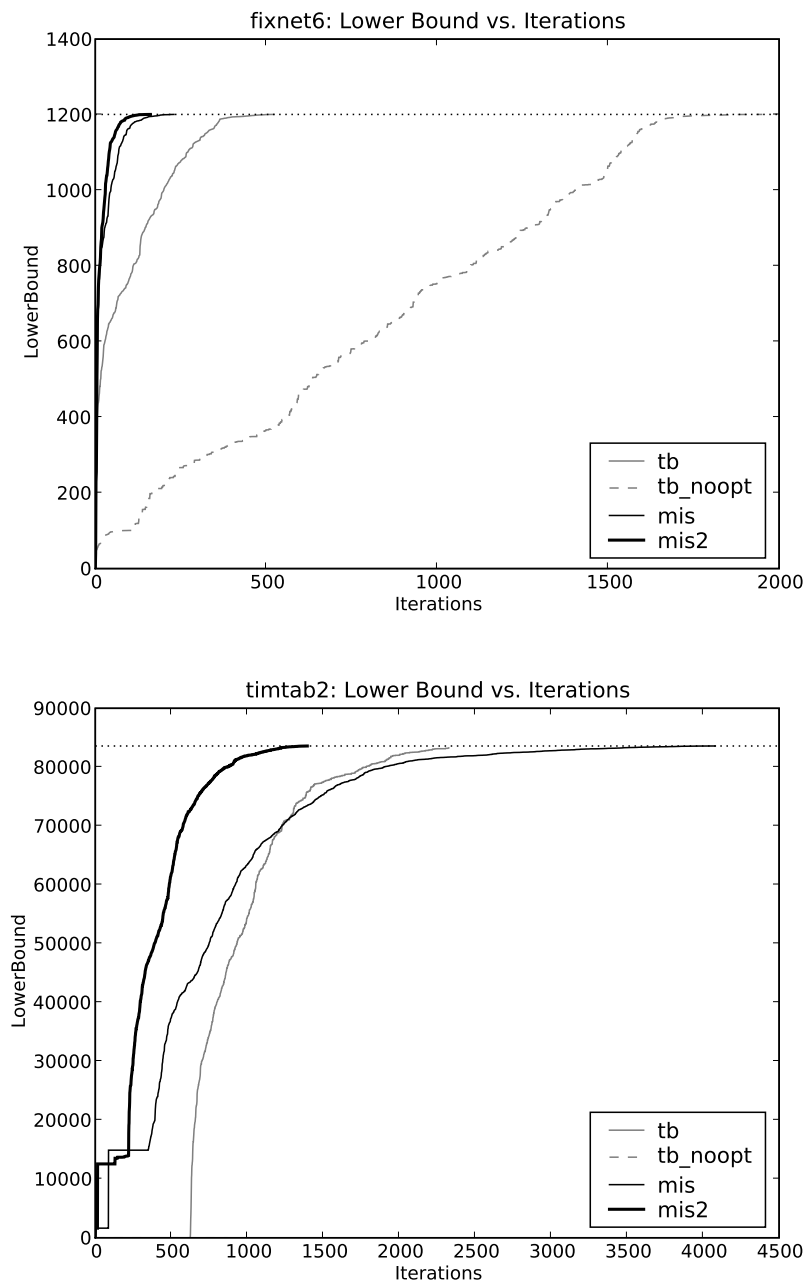 fixnet6: Lower Bound vs. Iterations
1400
1200
1000
800
600
400
200
0
LowerBound
tb
tb_noopt
mis
mis2
0 500 1000 1500 2000
Iterations
timtab2: Lower Bound vs. Iterations
90000
80000
70000
60000
50000
40000
30000
20000
10000
0
LowerBound
tb
tb_noopt
mis
mis2
0 500 1000 1500 2000 2500 3000 3500 4000 4500
Iterations